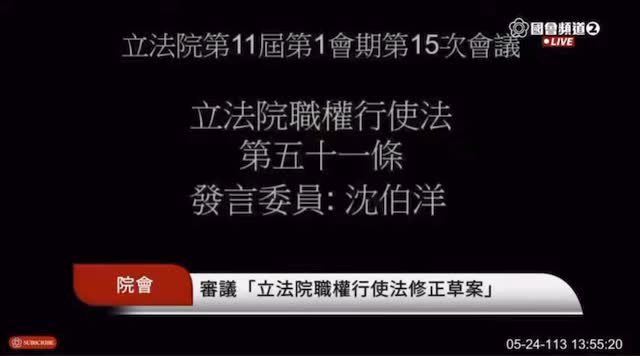 國會頻道2
LIVE
立法院第11屆第1會期第15次會議
立法院職權行使法
第五十一條
發言委員: 沈伯洋
院會
審議「立法院職權行使法修正草案」
SUBSCRIBE
05-24-113 13:55:20